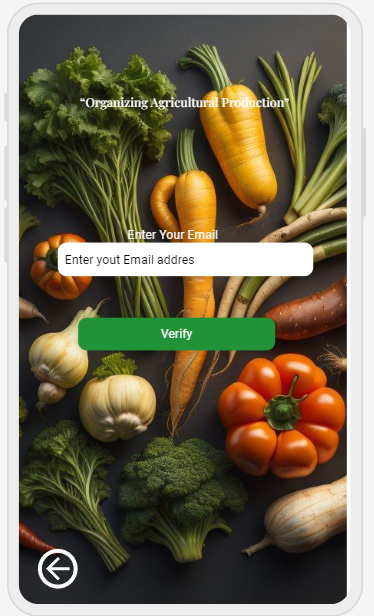 “Organizing Agricultural Production”
Enter Your Email
Enter yout Email addres
Verify